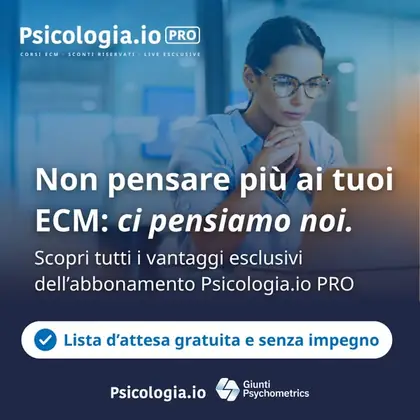 Psicologia.io PRO
CORSI ECM · SCONTI RISERVATI · LIVE ESCLUSIVE
Non pensare più ai tuoi
ECM: ci pensiamo noi.
Scopri tutti i vantaggi esclusivi
dell’abbonamento Psicologia.io PRO
Lista d’attesa gratuita e senza impegno
Psicologia.io
Giunti
Psychometrics